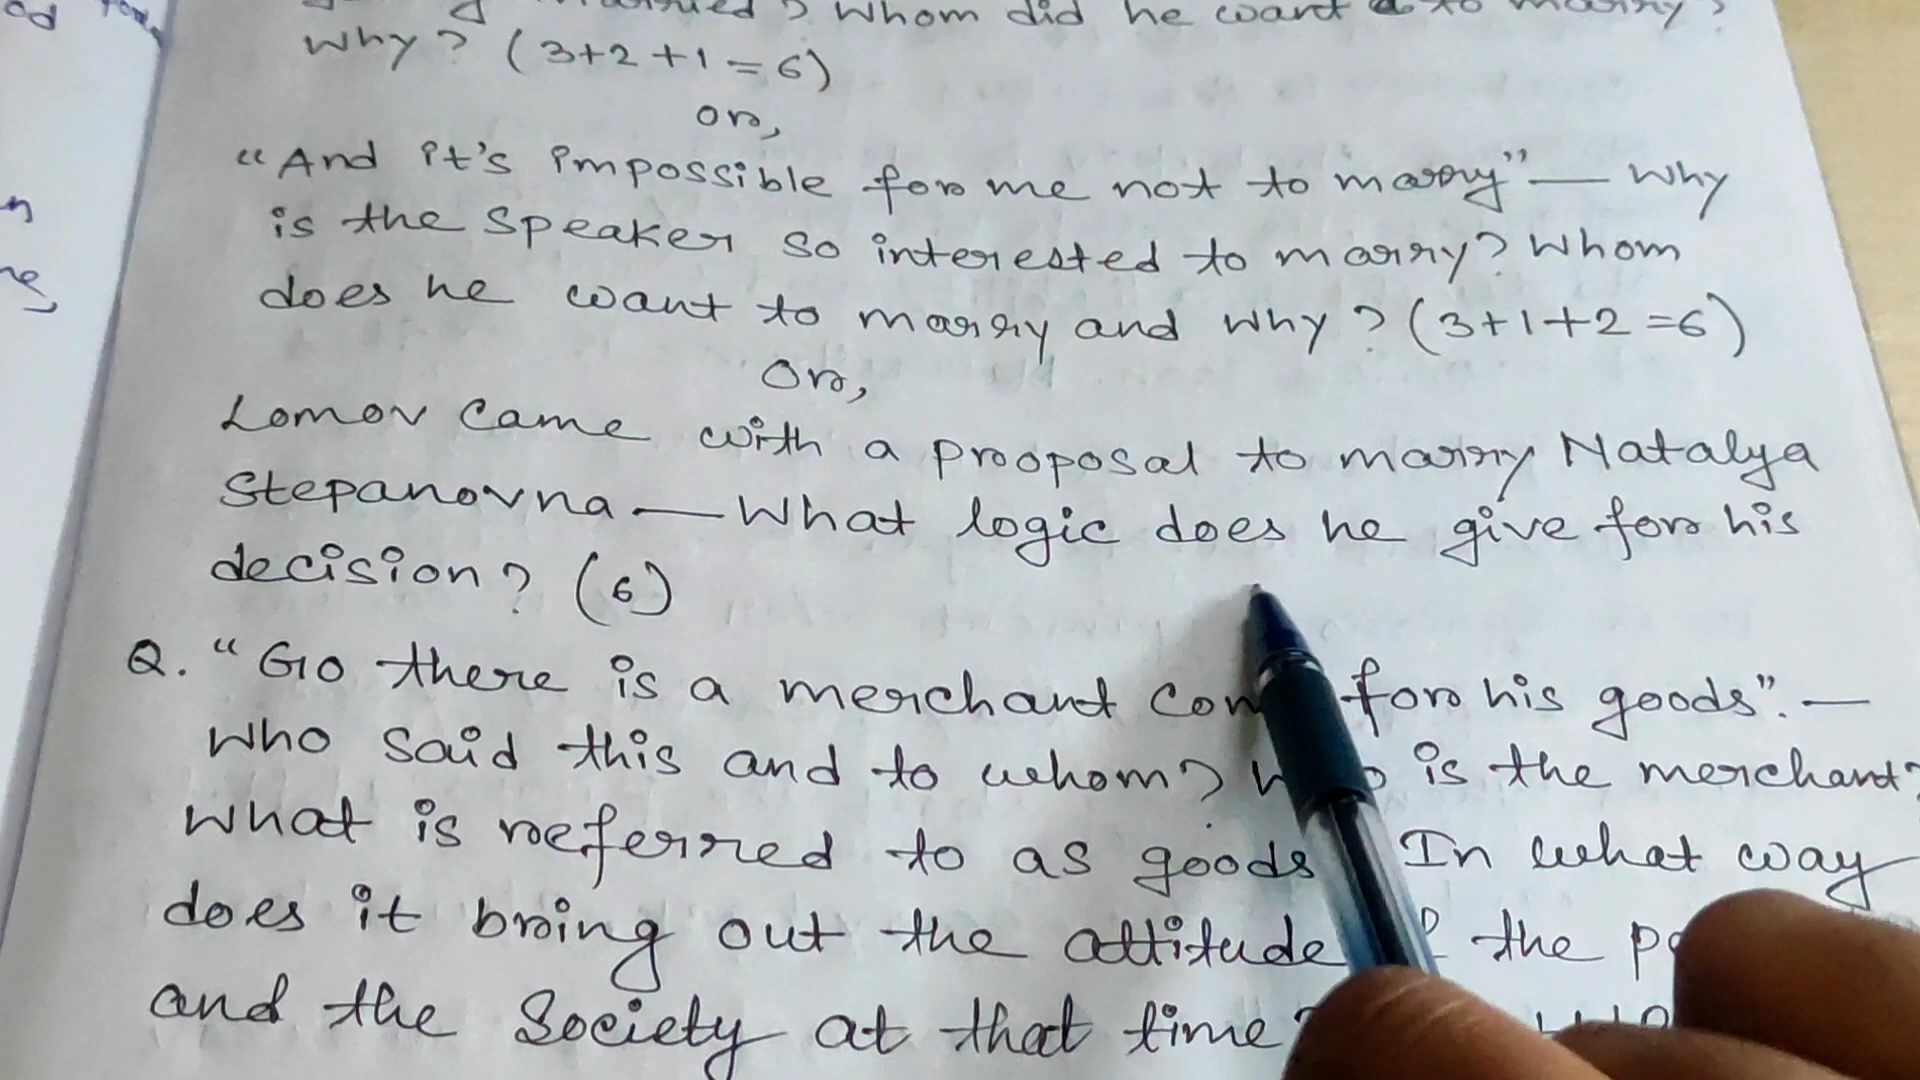 married? Whom did he want to marry?
Why? (3+2+1=6)
Or,
"And it's impossible for me not to marry" — Why
is the speaker so interested to marry? Whom
does he want to marry and why? (3+1+2=6)
Or,
Lomov came with a proposal to marry Natalya
Stepanovna — What logic does he give for his
decision? (6)
Q. "Go there is a merchant for his goods". —
Who said this and to whom? is the merchant?
What is referred to as goods In what way
does it bring out the attitude the
and the Society at that time?